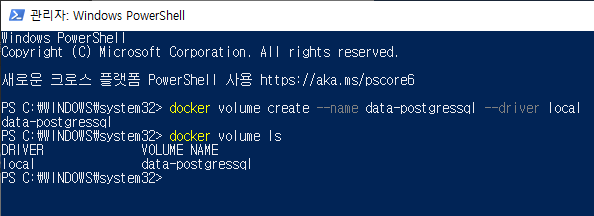 관리자: Windows PowerShell
Windows PowerShell
Copyright (C) Microsoft Corporation. All rights reserved.
새로운 크로스 플랫폼 PowerShell 사용 https://aka.ms/pscore6
PS C:₩WINDOWS₩system32> docker volume create --name data-postgressql --driver local
data-postgressql
PS C:₩WINDOWS₩system32> docker volume ls
DRIVER              VOLUME NAME
local               data-postgressql
PS C:₩WINDOWS₩system32>